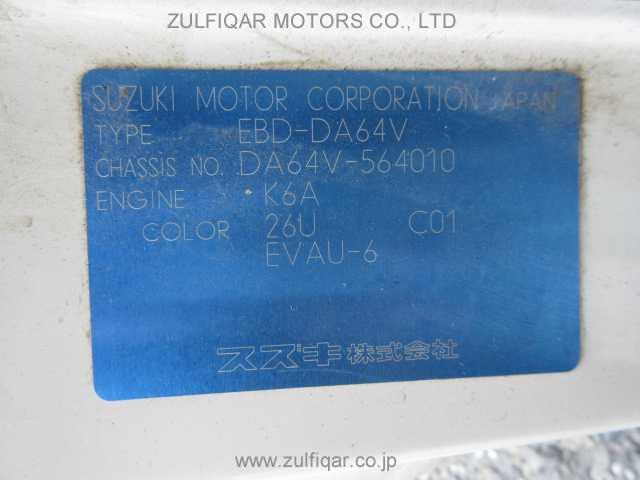 ZULFIQAR MOTORS CO., LTD
SUZUKI MOTOR CORPORATION JAPAN
TYPE EBD-DA64V
CHASSIS NO. DA64V-564010
ENGINE K6A
COLOR 26U C01
EVAU-6
スズキ株式会社
www.zulfiqar.co.jp